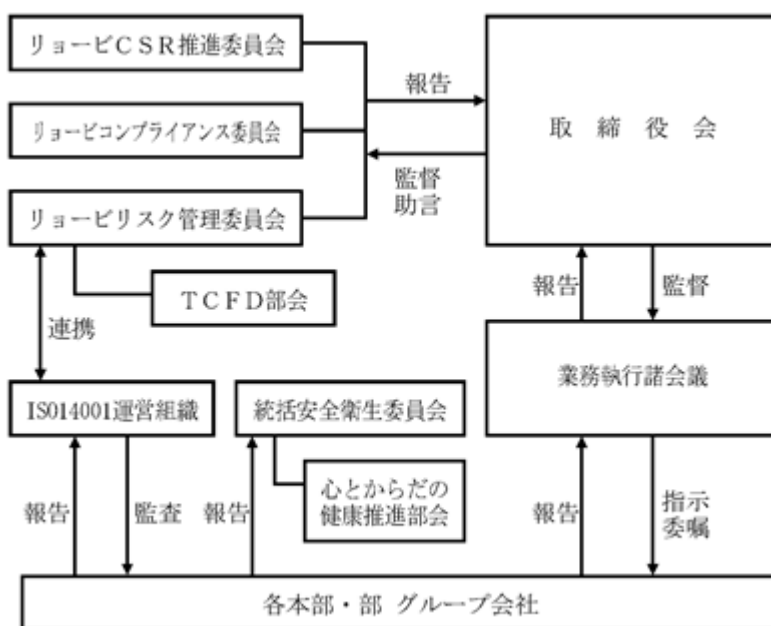 リョービＣＳＲ推進委員会
リョービコンプライアンス委員会
リョービリスク管理委員会
ＴＣＦＤ部会
報告
監督
助言
取締役会
連携
報告
監督
業務執行諸会議
ISO14001運営組織
統括安全衛生委員会
心とからだの
健康推進部会
報告
監査
報告
報告
指示
委嘱
各本部・部 グループ会社